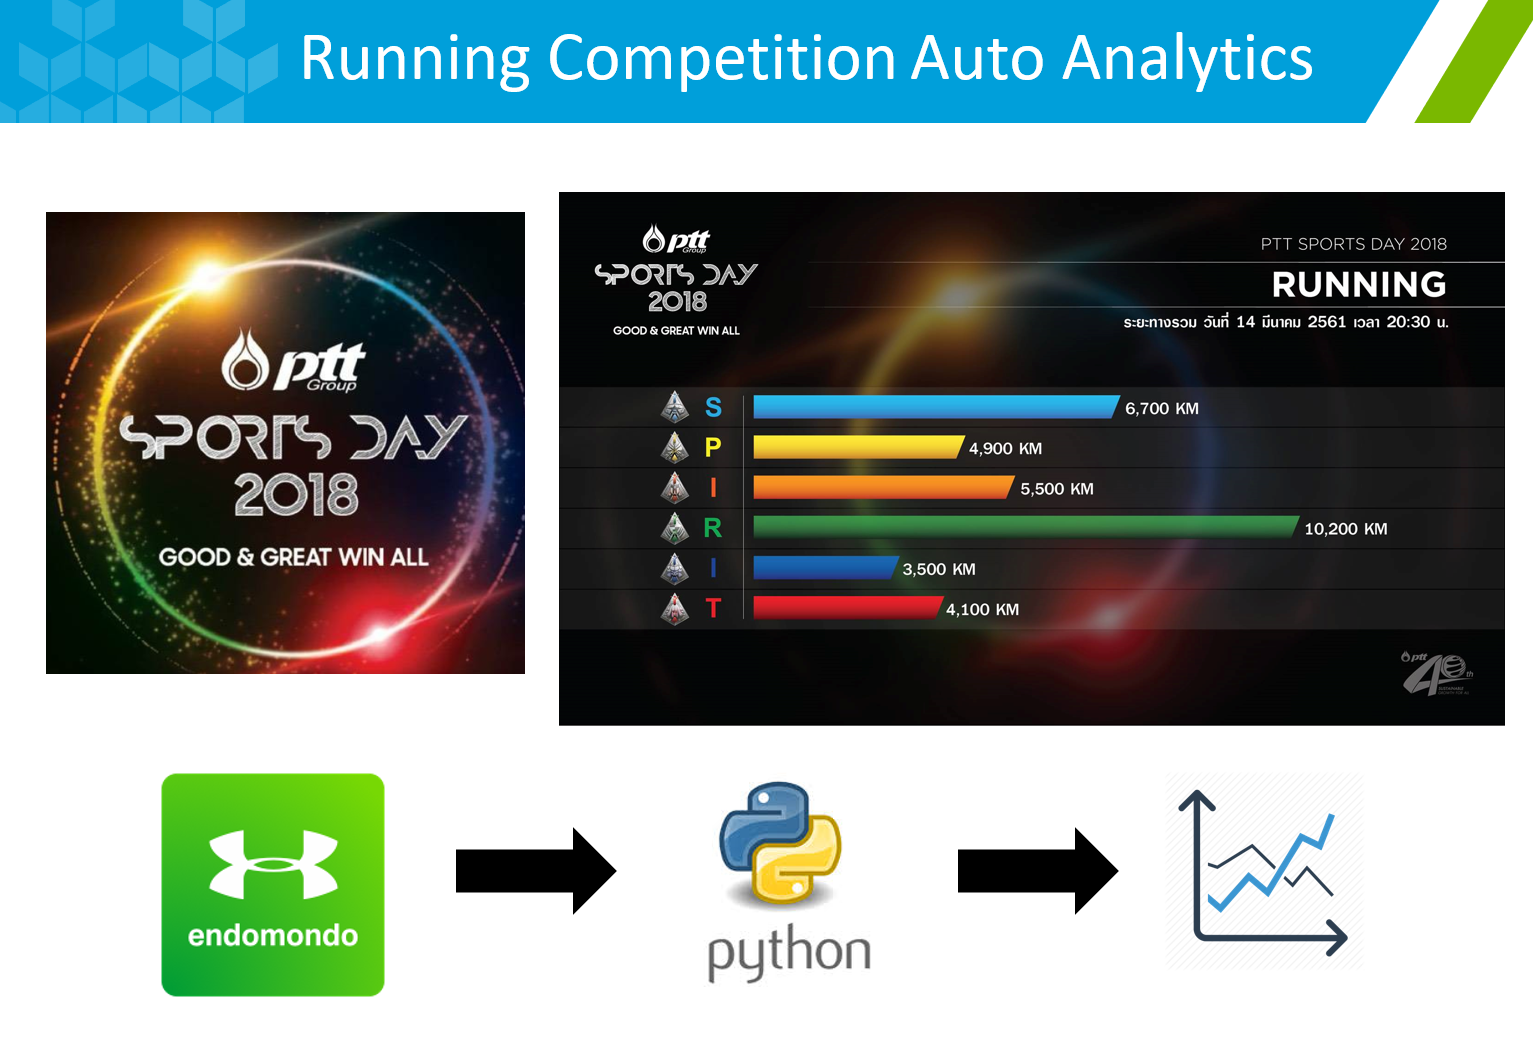 Running Competition Auto Analytics
ptt
Group
SPORTS DAY
2018
GOOD & GREAT WIN ALL
ptt
Group
SPORTS DAY
2018
GOOD & GREAT WIN ALL
PTT SPORTS DAY 2018
RUNNING
ระยะทางรวม วันที่ 14 มีนาคม 2561 เวลา 20:30 น.
S 6,700 KM
P 4,900 KM
I 5,500 KM
R 10,200 KM
I 3,500 KM
T 4,100 KM
ptt
40th
endomondo
python